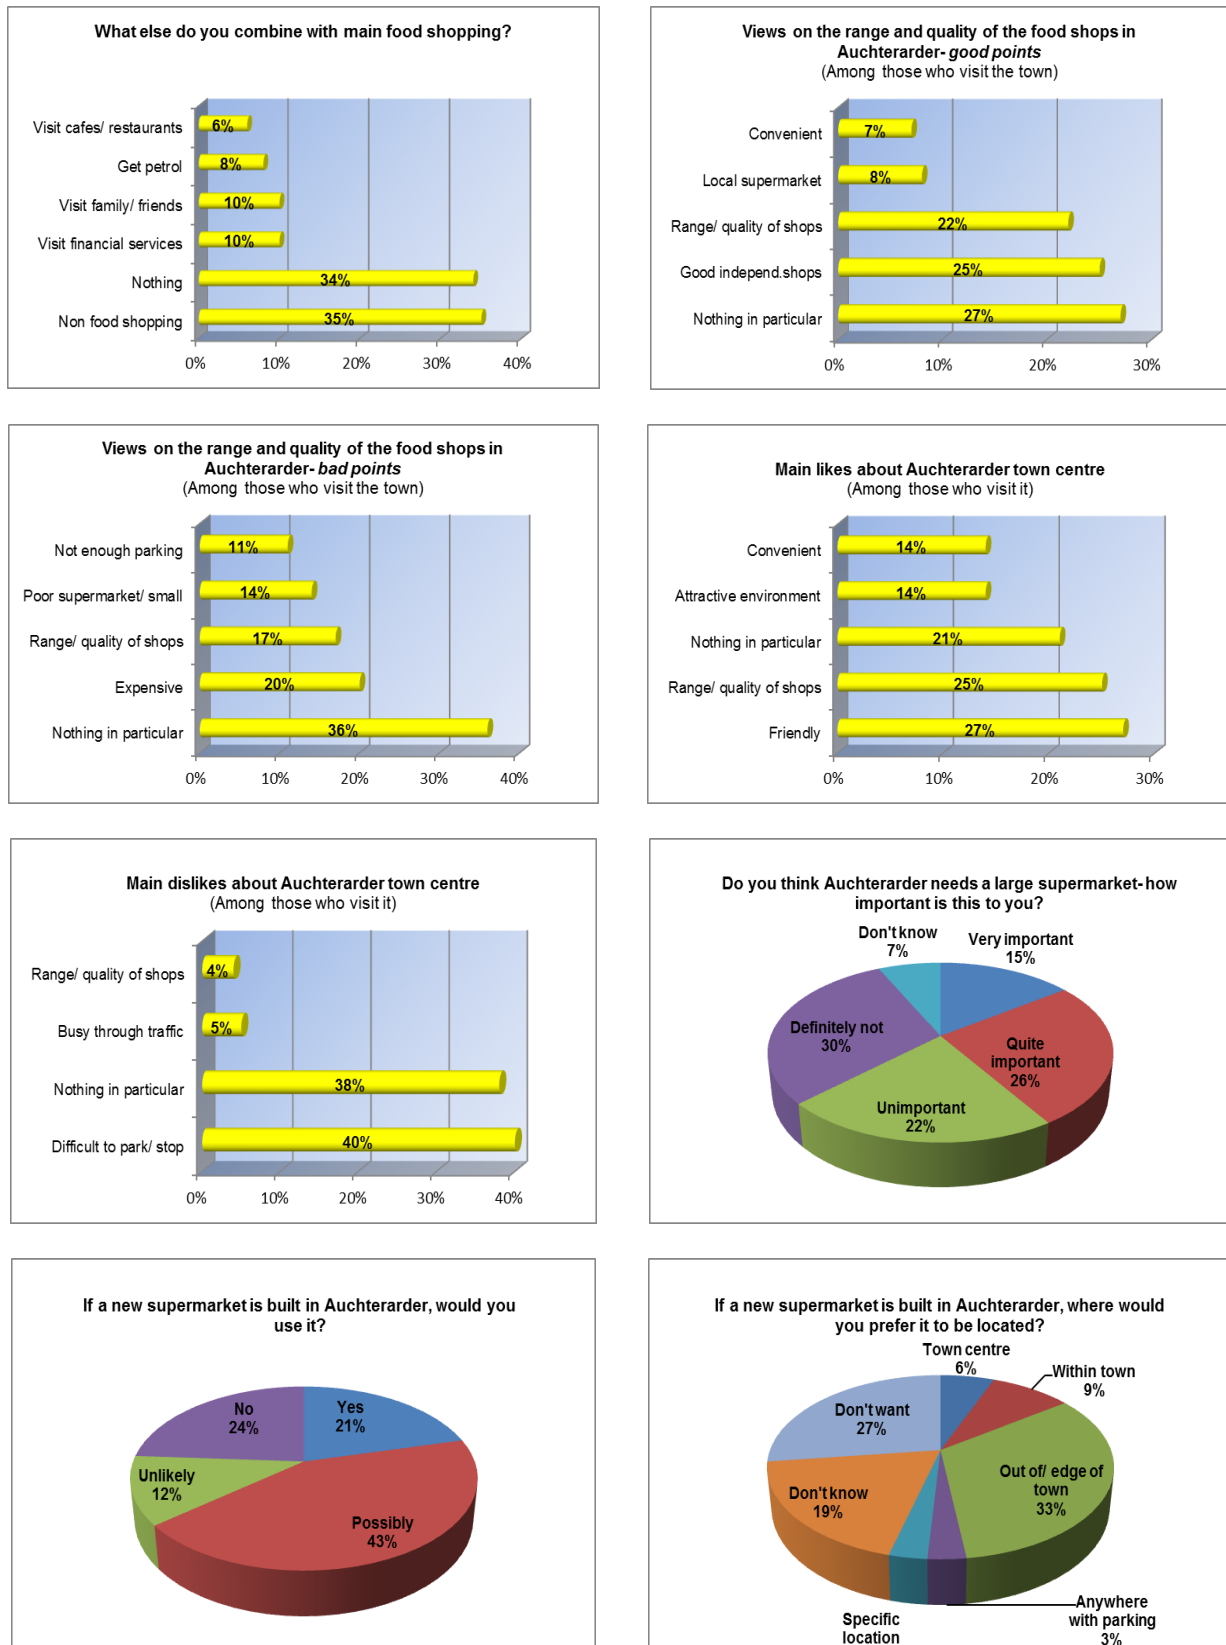 What else do you combine with main food shopping?
Visit cafes/ restaurants
6%
Get petrol
8%
Visit family/ friends
10%
Visit financial services
10%
Nothing
34%
Non food shopping
35%
0% 10% 20% 30% 40%
Views on the range and quality of the food shops in
Auchterarder- good points
(Among those who visit the town)
Convenient
7%
Local supermarket
8%
Range/ quality of shops
22%
Good independ.shops
25%
Nothing in particular
27%
0% 10% 20% 30%
Views on the range and quality of the food shops in
Auchterarder- bad points
(Among those who visit the town)
Not enough parking
11%
Poor supermarket/ small
14%
Range/ quality of shops
17%
Expensive
20%
Nothing in particular
36%
0% 10% 20% 30% 40%
Main likes about Auchterarder town centre
(Among those who visit it)
Convenient
14%
Attractive environment
14%
Nothing in particular
21%
Range/ quality of shops
25%
Friendly
27%
0% 10% 20% 30%
Main dislikes about Auchterarder town centre
(Among those who visit it)
Range/ quality of shops
4%
Busy through traffic
5%
Nothing in particular
38%
Difficult to park/ stop
40%
0% 10% 20% 30% 40%
Do you think Auchterarder needs a large supermarket- how
important is this to you?
Don't know
7%
Very important
15%
Definitely not
30%
Quite
important
26%
Unimportant
22%
If a new supermarket is built in Auchterarder, would you
use it?
No
24%
Yes
21%
Unlikely
12%
Possibly
43%
If a new supermarket is built in Auchterarder, where would
you prefer it to be located?
Town centre
6%
Within town
9%
Don't want
27%
Out of/ edge of
town
33%
Don't know
19%
Anywhere
with parking
3%
Specific
location